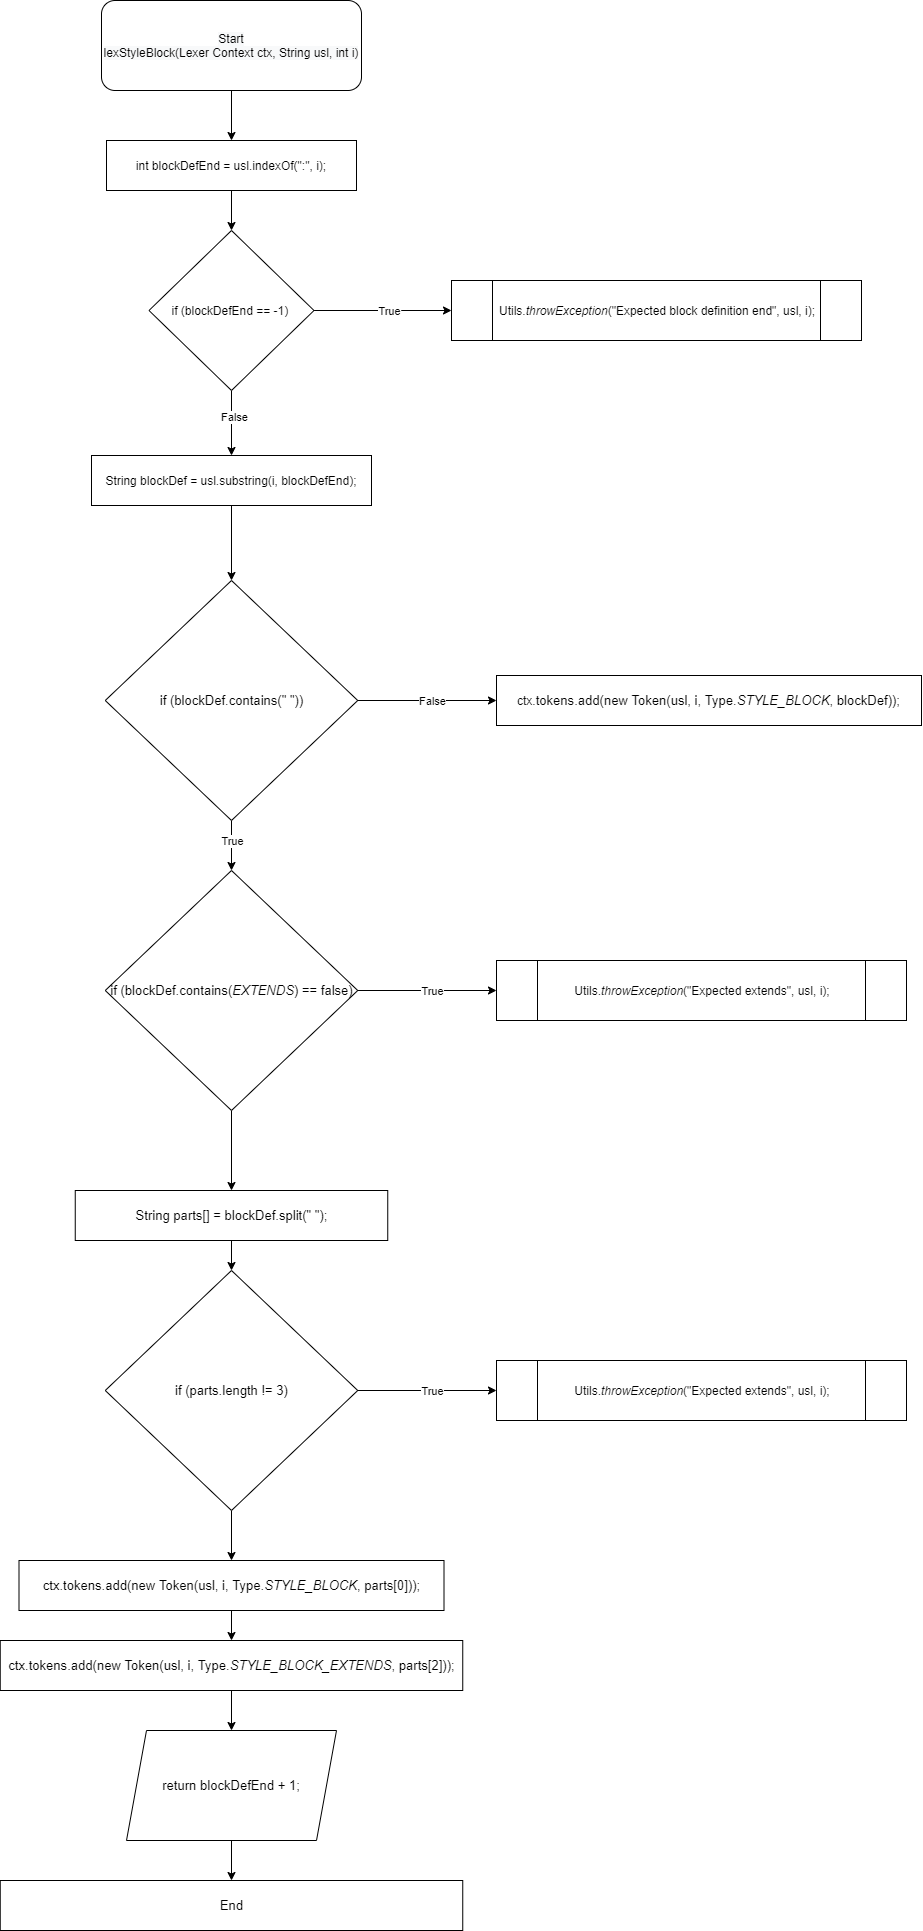 Start
lexStyleBlock(Lexer Context ctx, String usl, int i)
int blockDefEnd = usl.indexOf(":", i);
if (blockDefEnd == -1)
True
Utils.throwException("Expected block definition end", usl, i);
False
String blockDef = usl.substring(i, blockDefEnd);
if (blockDef.contains(" "))
False
ctx.tokens.add(new Token(usl, i, Type.STYLE_BLOCK, blockDef));
True
if (blockDef.contains(EXTENDS) == false)
True
Utils.throwException("Expected extends", usl, i);
String parts[] = blockDef.split(" ");
if (parts.length != 3)
True
Utils.throwException("Expected extends", usl, i);
ctx.tokens.add(new Token(usl, i, Type.STYLE_BLOCK, parts[0]));
ctx.tokens.add(new Token(usl, i, Type.STYLE_BLOCK_EXTENDS, parts[2]));
return blockDefEnd + 1;
End